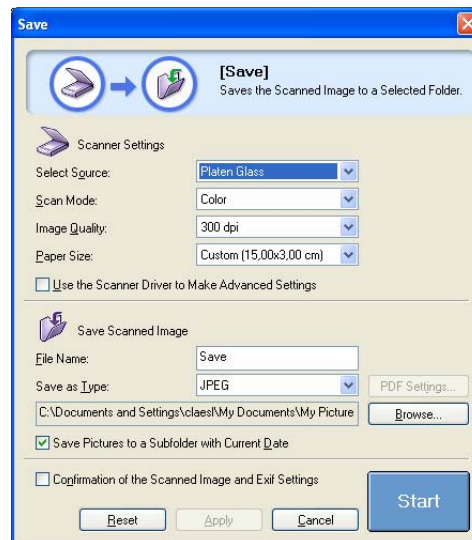 Save
[Save]
Saves the Scanned Image to a Selected Folder.
Scanner Settings
Select Source: Platen Glass
Scan Mode: Color
Image Quality: 300 dpi
Paper Size: Custom (15,00x3,00 cm)
Use the Scanner Driver to Make Advanced Settings
Save Scanned Image
File Name: Save
Save as Type: JPEG PDF Settings...
C:\Documents and Settings\claesl\My Documents\My Picture Browse...
Save Pictures to a Subfolder with Current Date
Confirmation of the Scanned Image and Exif Settings
Start
Reset Apply Cancel